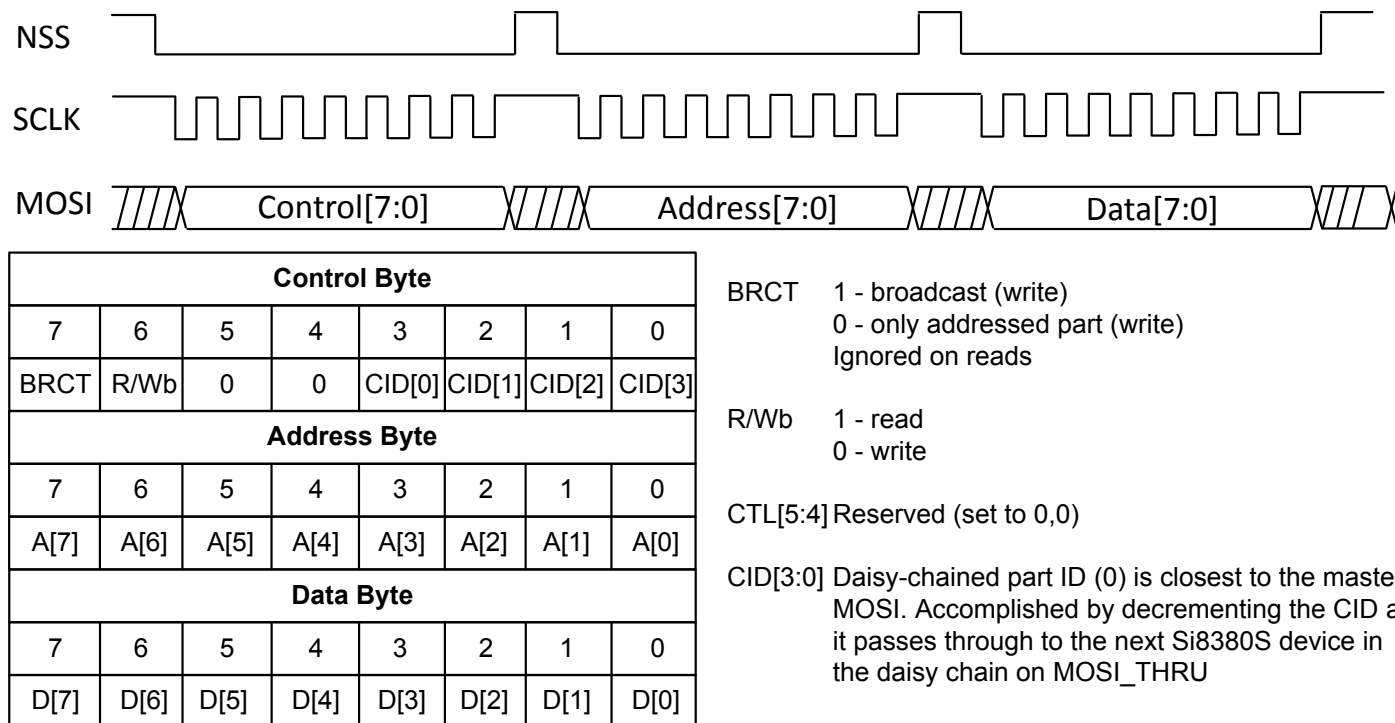 NSS
SCLK
MOSI Control[7:0] Address[7:0] Data[7:0]
Control Byte
7 6 5 4 3 2 1 0
BRCT R/Wb 0 0 CID[0] CID[1] CID[2] CID[3]
Address Byte
7 6 5 4 3 2 1 0
A[7] A[6] A[5] A[4] A[3] A[2] A[1] A[0]
Data Byte
7 6 5 4 3 2 1 0
D[7] D[6] D[5] D[4] D[3] D[2] D[1] D[0]
BRCT 1 - broadcast (write)
0 - only addressed part (write)
Ignored on reads
R/Wb 1 - read
0 - write
CTL[5:4] Reserved (set to 0,0)
CID[3:0] Daisy-chained part ID (0) is closest to the maste
MOSI. Accomplished by decrementing the CID a
it passes through to the next Si8380S device in
the daisy chain on MOSI_THRU